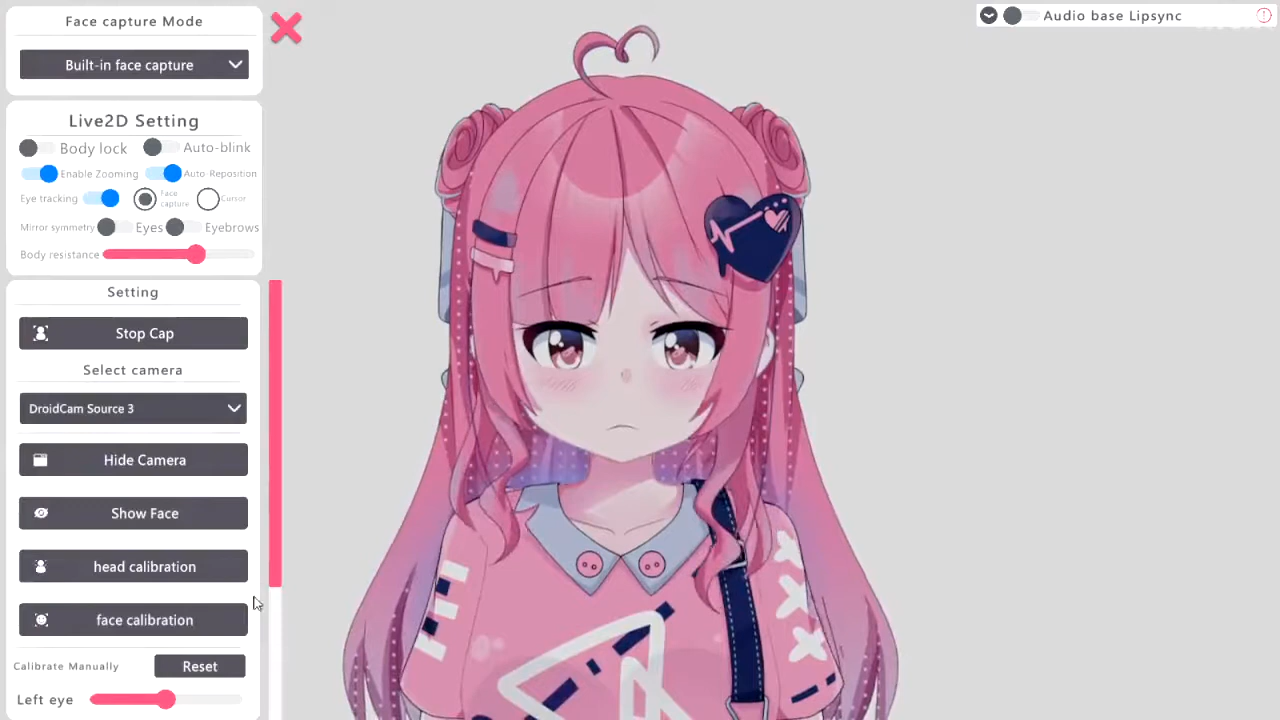 Face capture Mode
Built-in face capture
Audio base Lipsync
Live2D Setting
Body lock
Auto-blink
Enable Zooming
Auto-Reposition
Eye tracking
Face capture
Cursor
Mirror symmetry
Eyes
Eyebrows
Body resistance
Setting
Stop Cap
Select camera
DroidCam Source 3
Hide Camera
Show Face
head calibration
face calibration
Calibrate Manually
Reset
Left eye